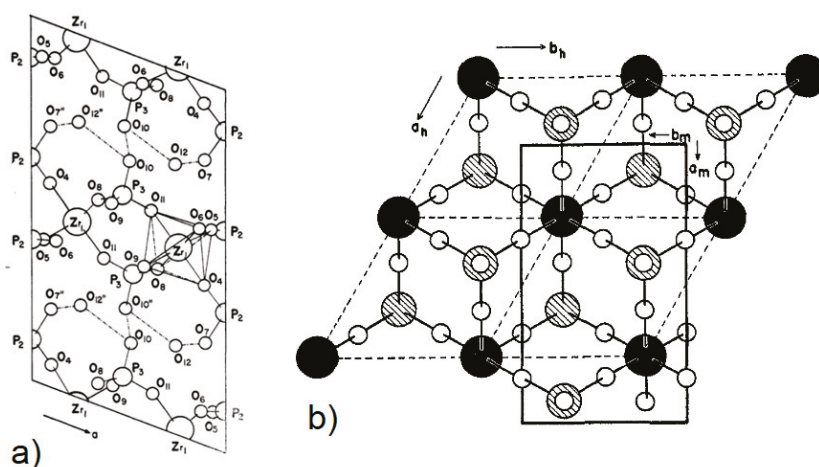 Zr₁
Zr₁
O₅
P₂
O₆
O₆
O₈
O₁₁
O₄
P₃
O₇"
O₁₂"
O₁₀
P₂
P₂
O₁₀
O₁₂
O₇
O₄
P₃
O₈
O₉
O₁₁
Zr₁
O₆
O₅
P₂
P₂
O₅
O₆
O₁₁
O₉
Zr₁
P₃
O₈
O₄
O₇"
O₁₂"
O₁₀"
O₇
P₂
O₁₀
O₁₂
P₂
O₄
P₃
O₈
O₉
O₁₁
O₆
O₅
P₂
Zr₁
Zr₁
a
a)
bₕ
aₕ
bₘ
aₘ
b)